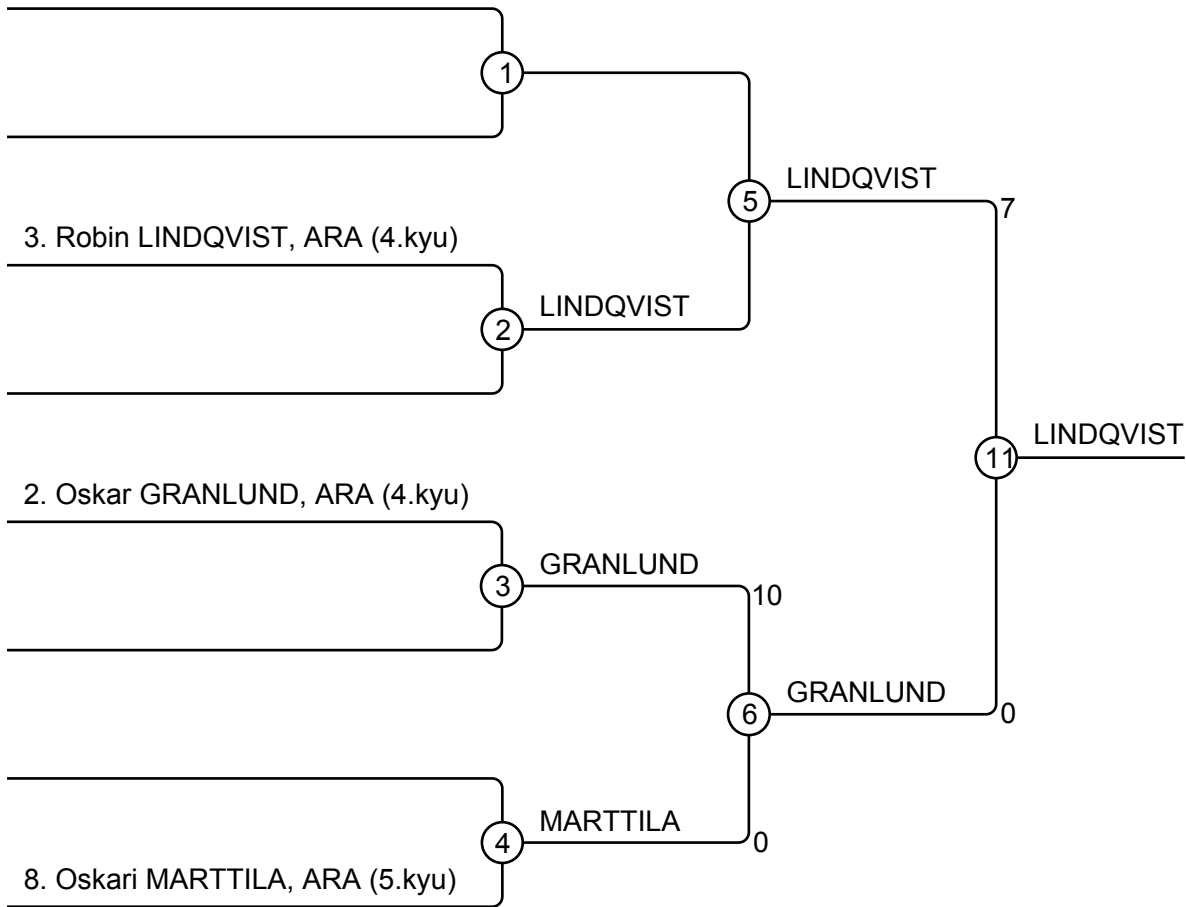 1
LINDQVIST
5
7
3. Robin LINDQVIST, ARA (4.kyu)
LINDQVIST
2
LINDQVIST
11
2. Oskar GRANLUND, ARA (4.kyu)
GRANLUND
3
10
GRANLUND
6
0
MARTTILA
4
0
8. Oskari MARTTILA, ARA (5.kyu)